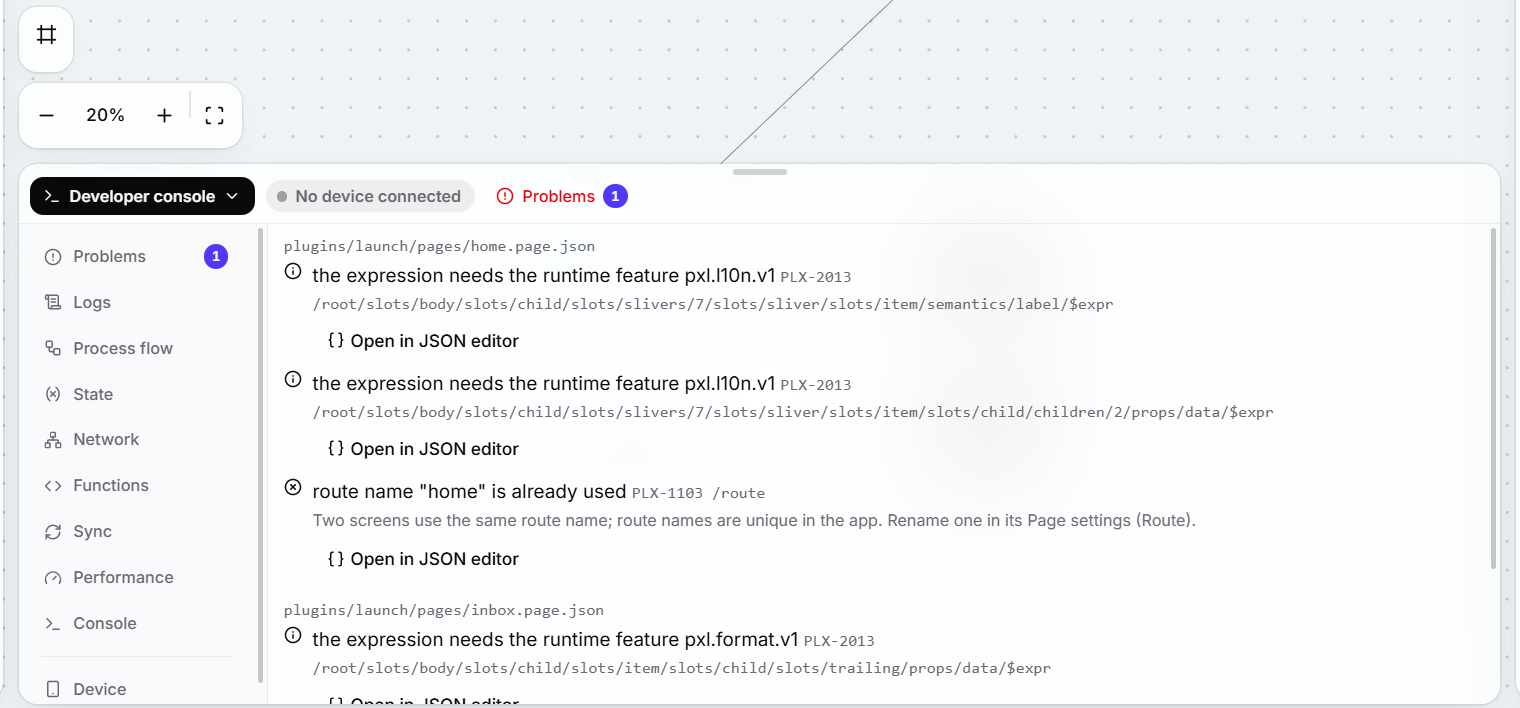 20%
Developer console
No device connected
Problems 1
Problems 1
Logs
Process flow
State
Network
Functions
Sync
Performance
Console
Device
plugins/launch/pages/home.page.json
the expression needs the runtime feature pxl.l10n.v1 PLX-2013
/root/slots/body/slots/child/slots/slivers/7/slots/sliver/slots/item/semantics/label/$expr
{} Open in JSON editor
the expression needs the runtime feature pxl.l10n.v1 PLX-2013
/root/slots/body/slots/child/slots/slivers/7/slots/sliver/slots/item/slots/child/children/2/props/data/$expr
{} Open in JSON editor
route name "home" is already used PLX-1103 /route
Two screens use the same route name; route names are unique in the app. Rename one in its Page settings (Route).
{} Open in JSON editor
plugins/launch/pages/inbox.page.json
the expression needs the runtime feature pxl.format.v1 PLX-2013
/root/slots/body/slots/child/slots/item/slots/child/slots/trailing/props/data/$expr
{} Open in JSON editor